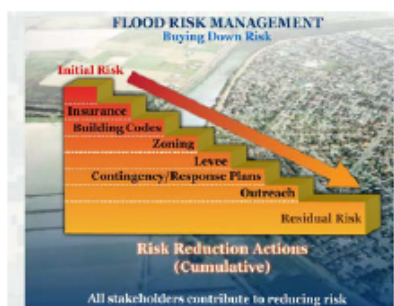 FLOOD RISK MANAGEMENT
Buying Down Risk
Initial Risk
Insurance
Building Codes
Zoning
Levee
Contingency/Response Plans
Outreach
Residual Risk
Risk Reduction Actions
(Cumulative)
All stakeholders contribute to reducing risk